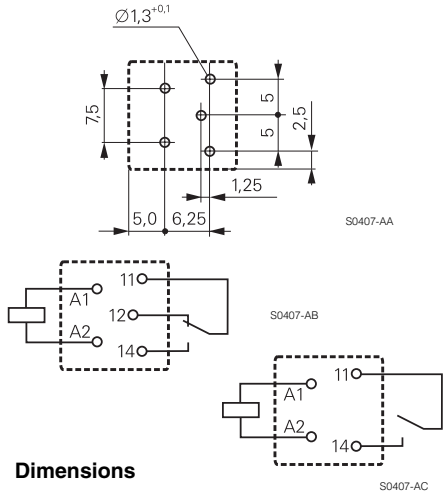 Ø1,3+0,1
7,5
5
5
2,5
1,25
5,0
6,25
S0407-AA
A1
11
12
A2
14
S0407-AB
A1
11
A2
14
Dimensions
S0407-AC